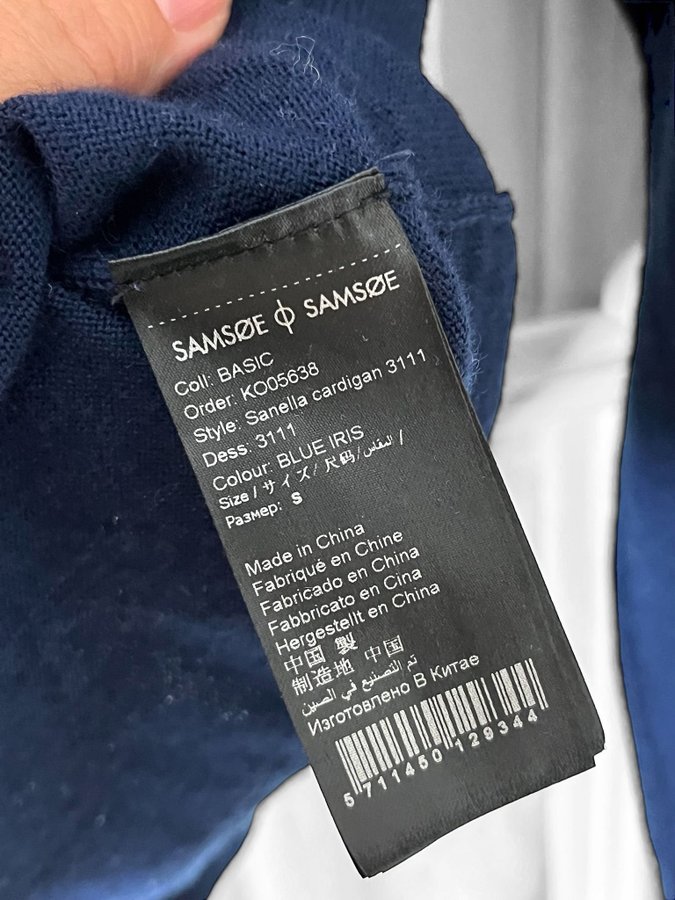 SAMSØE ɸ SAMSØE
Coll: BASIC
Order: KO05638
Style: Sanella cardigan 3111
Dess: 3111
Colour: BLUE IRIS
Size / サイズ / 尺码 / المقاس /
Размер: S
Made in China
Fabriqué en Chine
Fabricado en China
Fabbricato en Cina
Hergestellt en China
中国 製
制造地 中国
تم التصنيع في الصين
Изготовлено В Китае
5 711450 129344